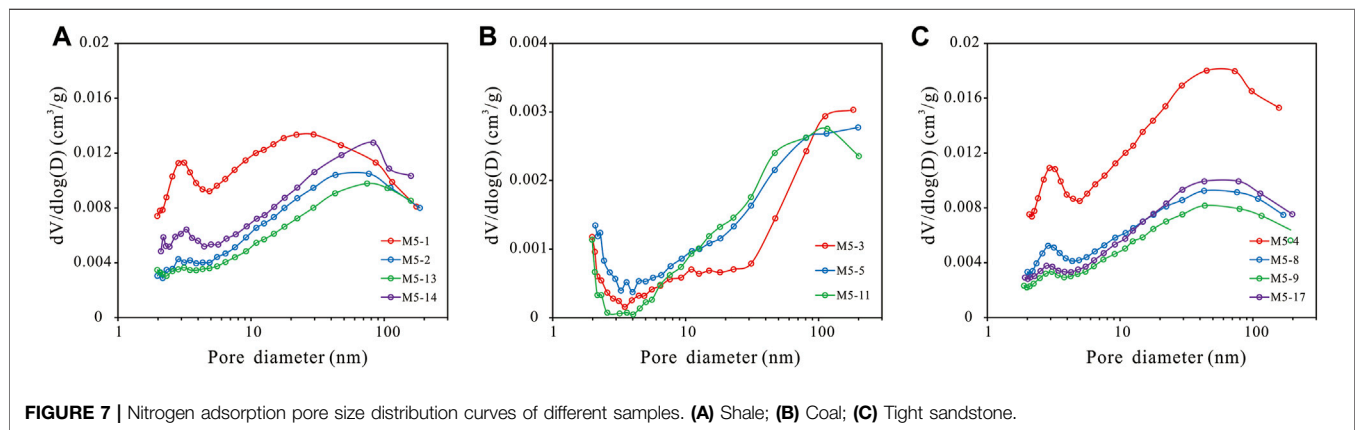 A
0.02
0.016
0.012
0.008
0.004
0
dV/dlog(D) (cm³/g)
1
10
100
Pore diameter (nm)
M5-1
M5-2
M5-13
M5-14
B
0.004
0.003
0.002
0.001
0
dV/dlog(D) (cm³/g)
1
10
100
Pore diameter (nm)
M5-3
M5-5
M5-11
C
0.02
0.016
0.012
0.008
0.004
0
dV/dlog(D) (cm³/g)
1
10
100
Pore diameter (nm)
M5-4
M5-8
M5-9
M5-17
FIGURE 7 | Nitrogen adsorption pore size distribution curves of different samples. (A) Shale; (B) Coal; (C) Tight sandstone.